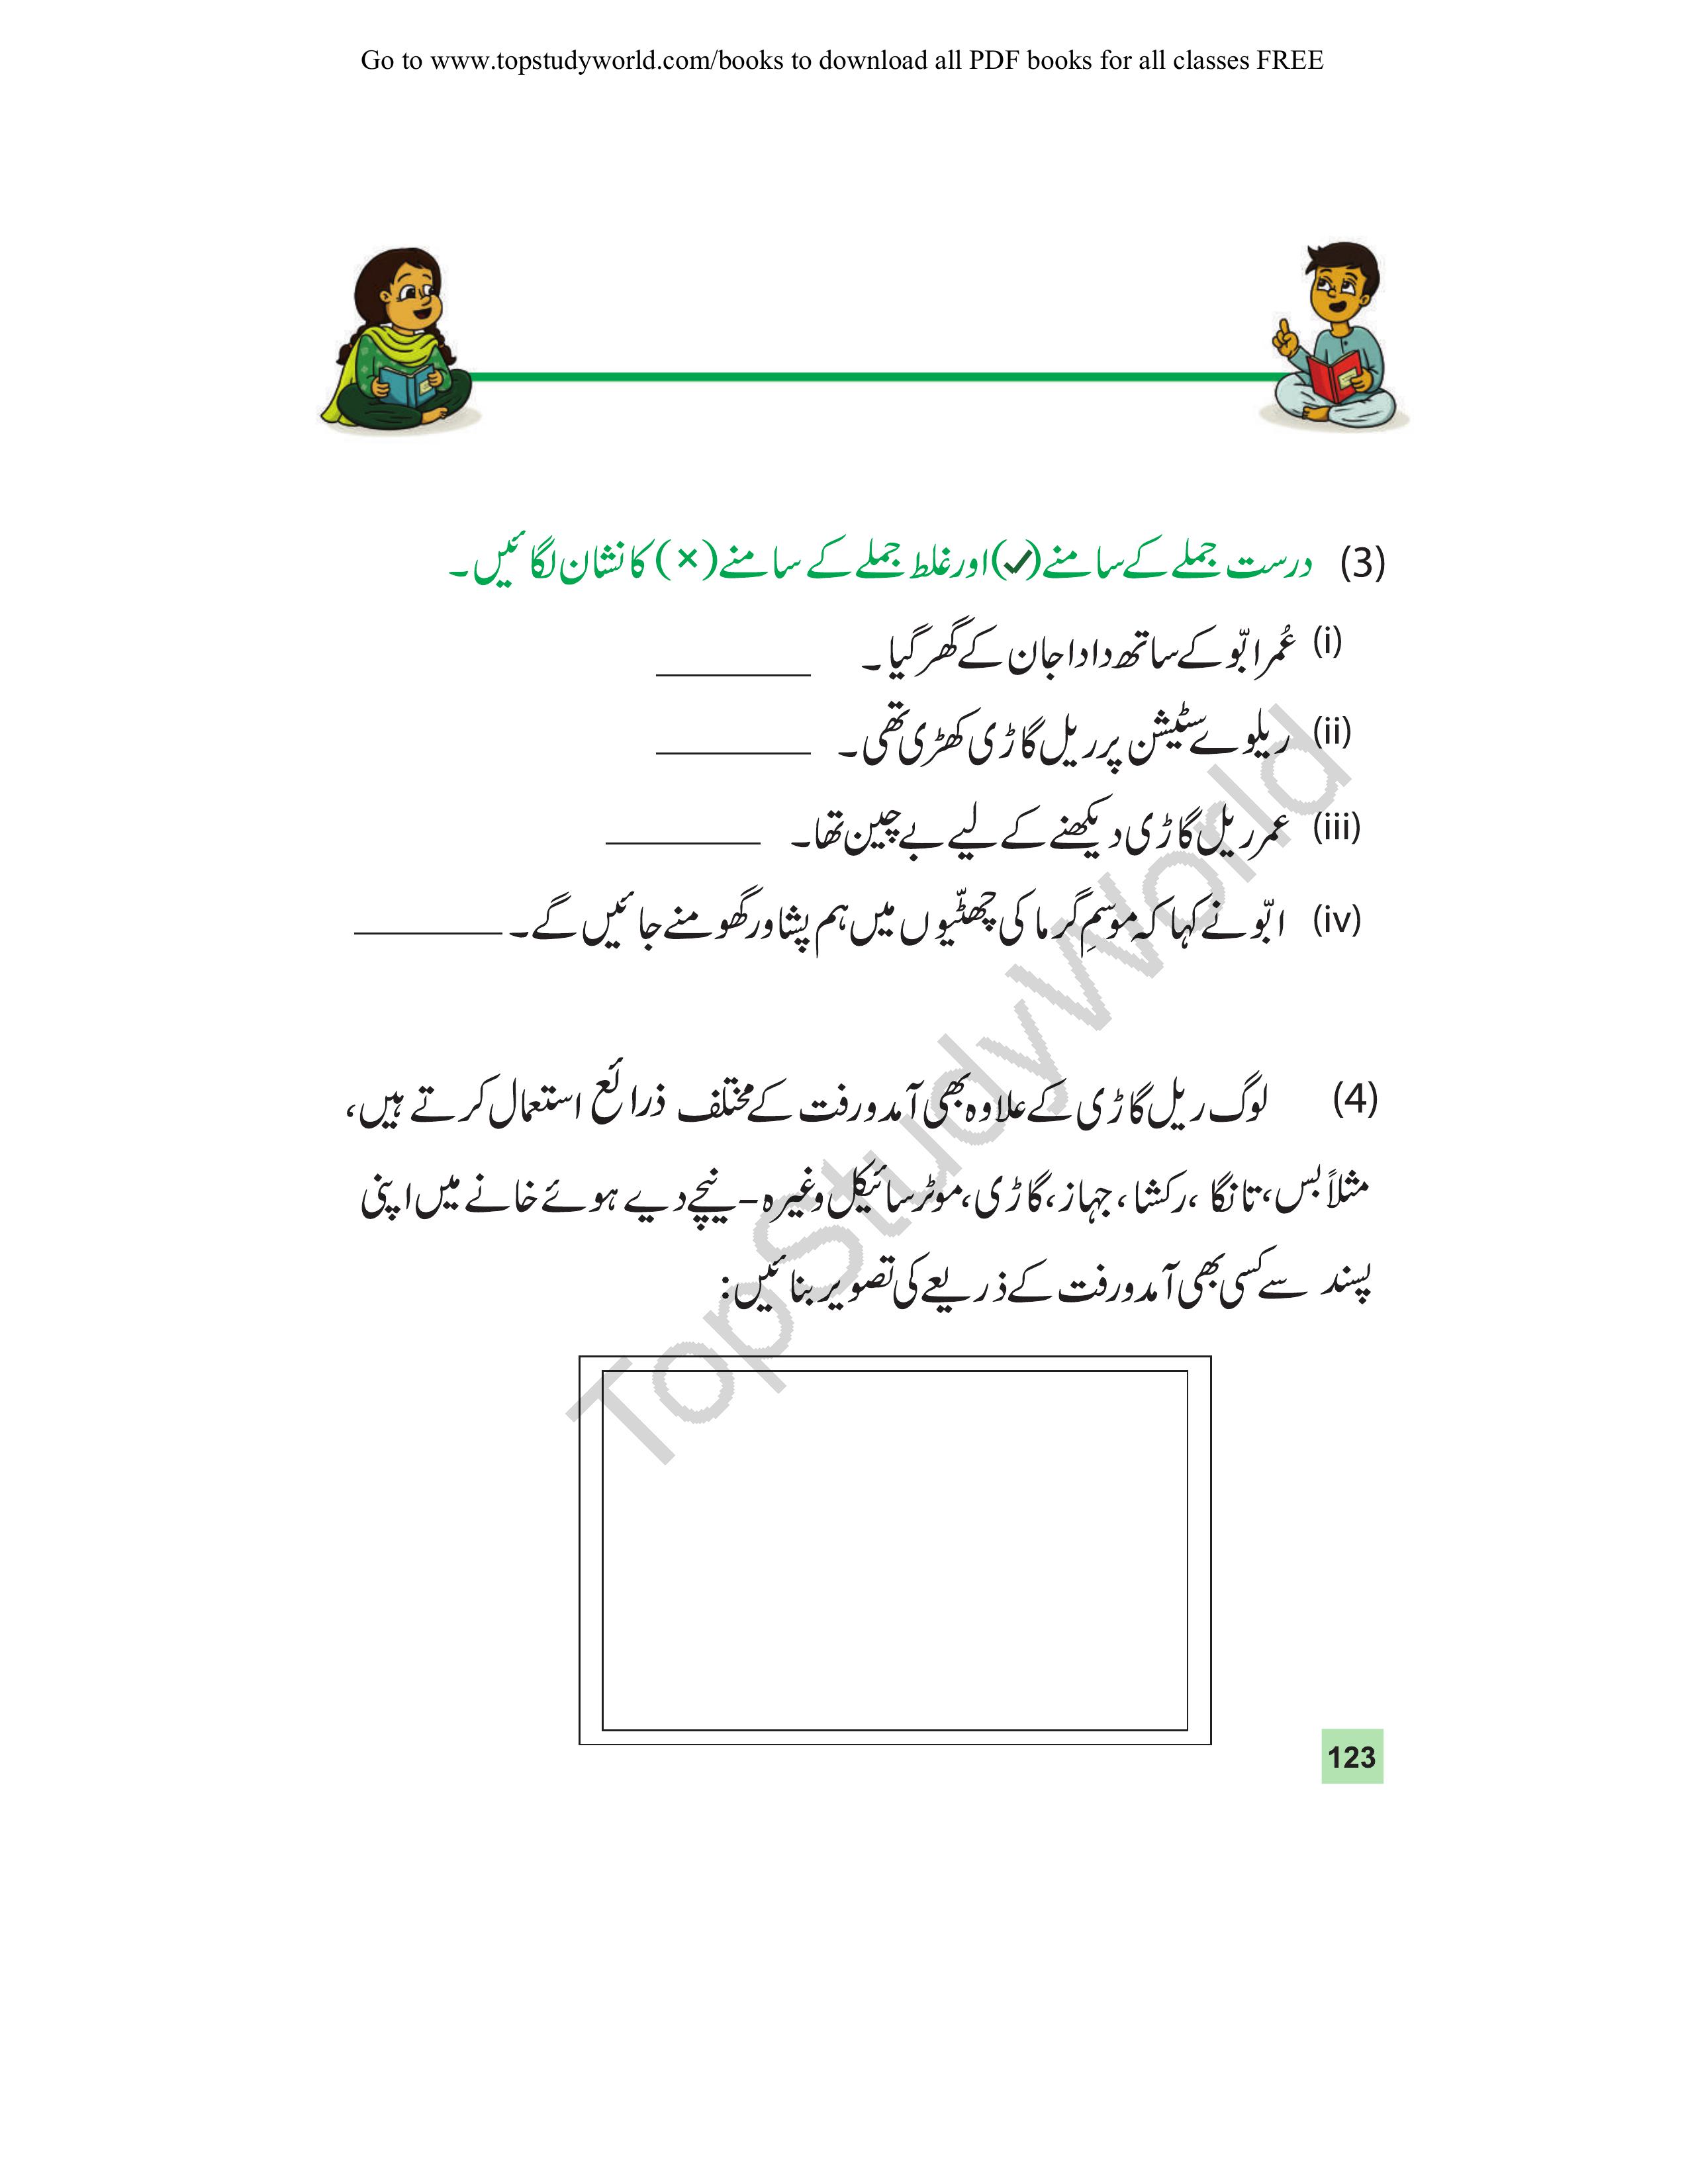 Go to www.topstudyworld.com/books to download all PDF books for all classes FREE
(3) درست جملے کے سامنے (✓) اور غلط جملے کے سامنے (×) کا نشان لگائیں۔
(i) عُمر ابّو کے ساتھ دادا جان کے گھر گیا۔ ________
(ii) ریلوے سٹیشن پر ریل گاڑی کھڑی تھی۔ ________
(iii) عمر ریل گاڑی دیکھنے کے لیے بے چین تھا۔ ________
(iv) ابّو نے کہا کہ موسمِ گرما کی چھٹّیوں میں ہم پشاور گھومنے جائیں گے۔ ________
(4) لوگ ریل گاڑی کے علاوہ بھی آمدورفت کے مختلف ذرائع استعمال کرتے ہیں،
مثلاً بس، تانگا، رکشا، جہاز، گاڑی، موٹر سائیکل وغیرہ – نیچے دیے ہوئے خانے میں اپنی
پسند سے کسی بھی آمدورفت کے ذریعے کی تصویر بنائیں:
TopStudyWorld
123